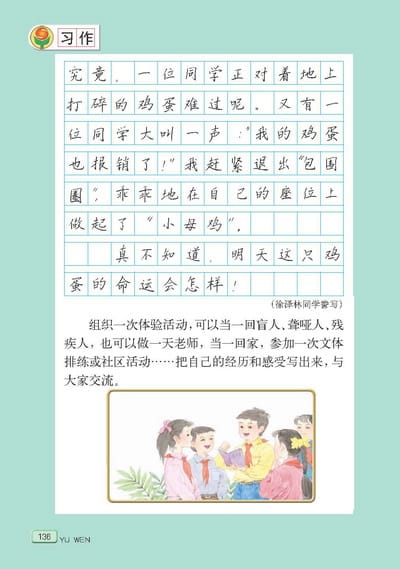 习作
究竟，一位同学正对着地上
打碎的鸡蛋难过呢。又有一
位同学大叫一声：“我的鸡蛋
也报销了！”我赶紧退出“包围
圈”，乖乖地在自己的座位上
做起了“小母鸡”。
真不知道，明天这只鸡
蛋的命运会怎样！
（徐泽林同学誊写）
组织一次体验活动，可以当一回盲人、聋哑人、残
疾人，也可以做一天老师，当一回家，参加一次文体
排练或社区活动……把自己的经历和感受写出来，与
大家交流。
136 YU WEN